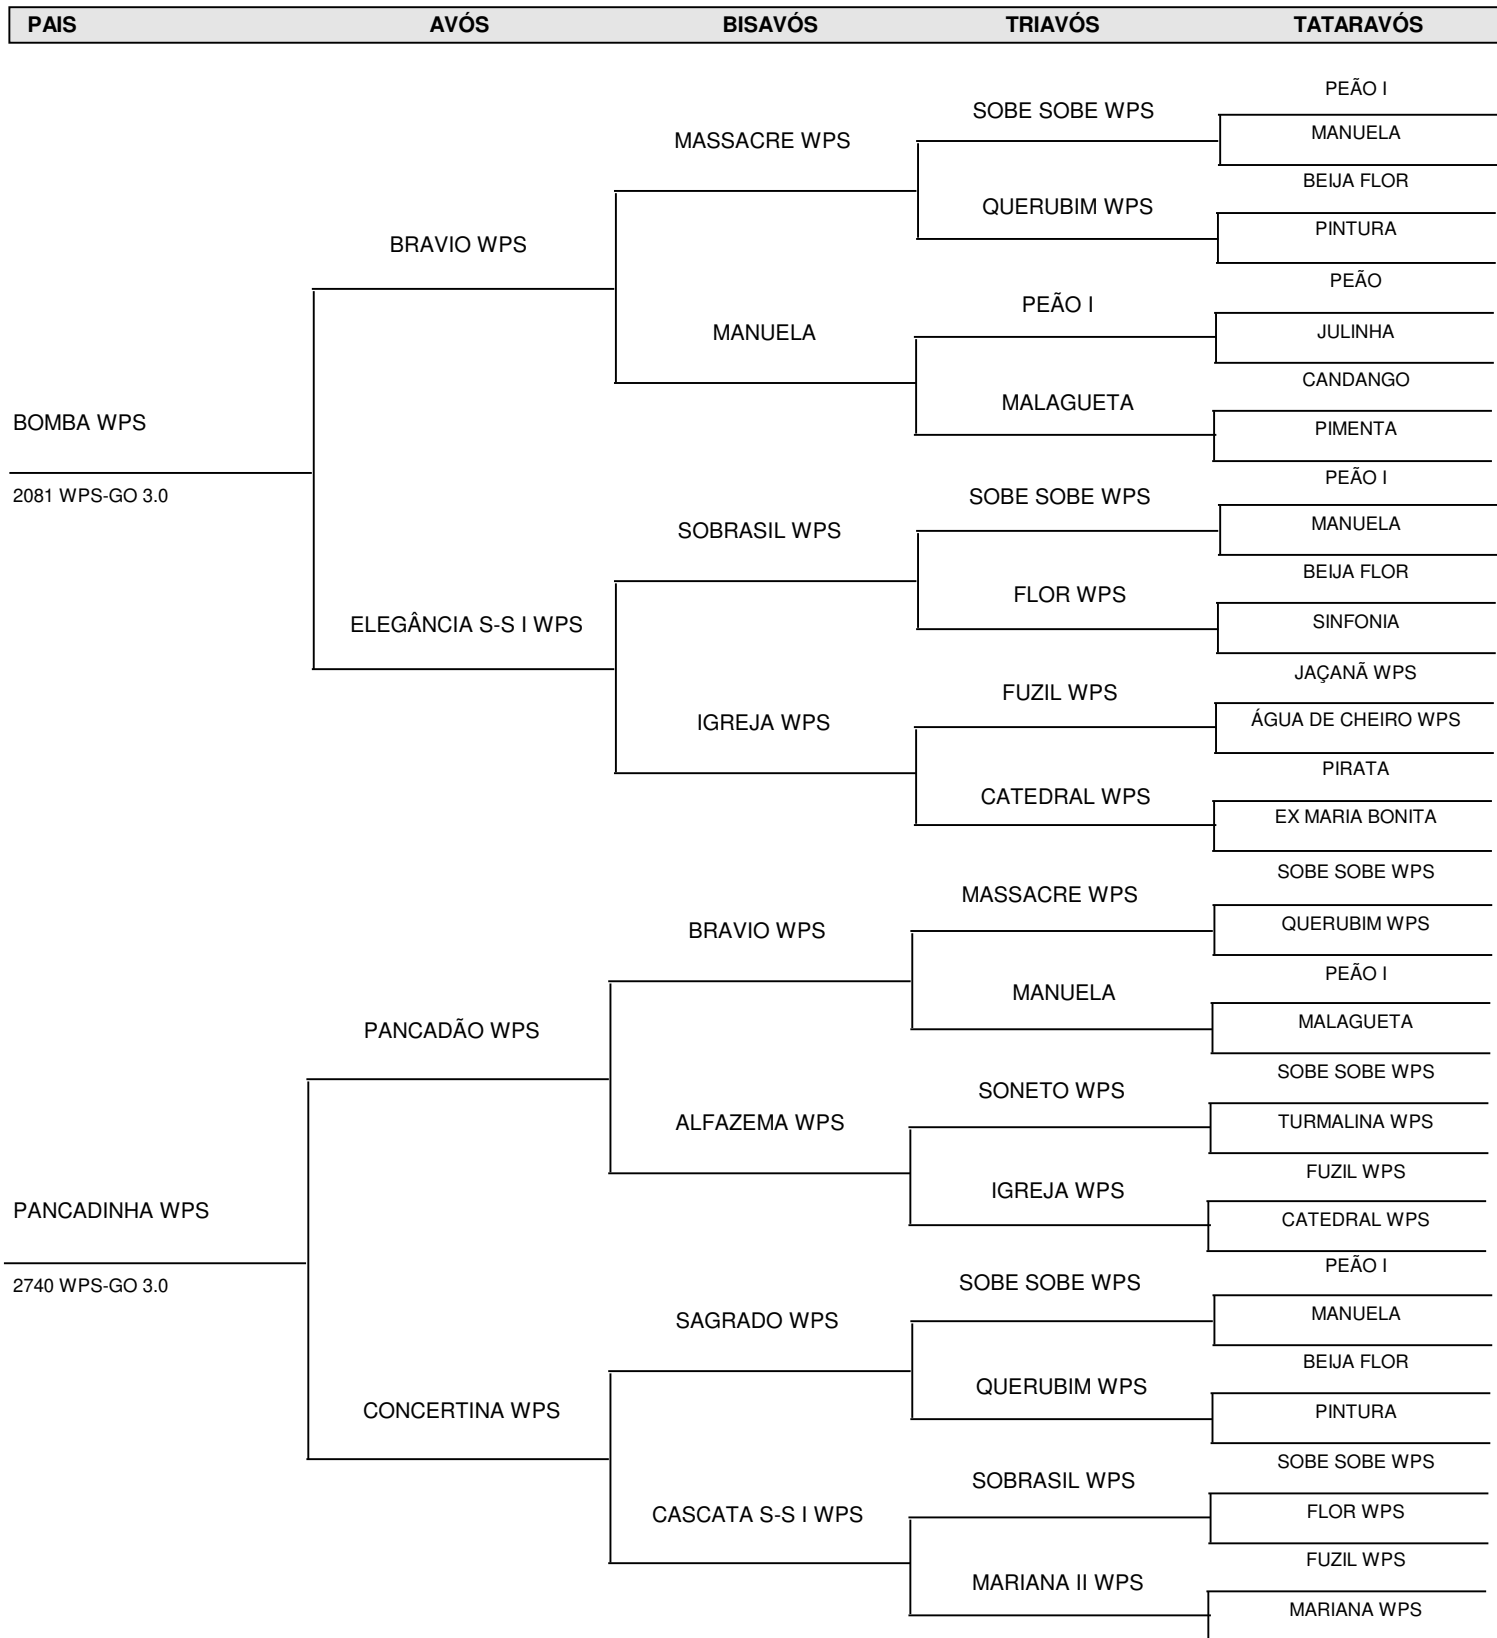 PAIS AVÓS BISAVÓS TRIAVÓS TATARAVÓS
PEÃO I
SOBE SOBE WPS
MANUELA
MASSACRE WPS
BEIJA FLOR
QUERUBIM WPS
PINTURA
BRAVIO WPS
PEÃO
PEÃO I
JULINHA
MANUELA
CANDANGO
MALAGUETA
PIMENTA
BOMBA WPS
2081 WPS-GO 3.0
PEÃO I
SOBE SOBE WPS
MANUELA
SOBRASIL WPS
BEIJA FLOR
FLOR WPS
SINFONIA
ELEGÂNCIA S-S I WPS
JAÇANÃ WPS
FUZIL WPS
ÁGUA DE CHEIRO WPS
IGREJA WPS
PIRATA
CATEDRAL WPS
EX MARIA BONITA
SOBE SOBE WPS
MASSACRE WPS
QUERUBIM WPS
BRAVIO WPS
PEÃO I
MANUELA
MALAGUETA
PANCADÃO WPS
SOBE SOBE WPS
SONETO WPS
TURMALINA WPS
ALFAZEMA WPS
FUZIL WPS
IGREJA WPS
CATEDRAL WPS
PANCADINHA WPS
2740 WPS-GO 3.0
PEÃO I
SOBE SOBE WPS
MANUELA
SAGRADO WPS
BEIJA FLOR
QUERUBIM WPS
PINTURA
CONCERTINA WPS
SOBE SOBE WPS
SOBRASIL WPS
FLOR WPS
CASCATA S-S I WPS
FUZIL WPS
MARIANA II WPS
MARIANA WPS